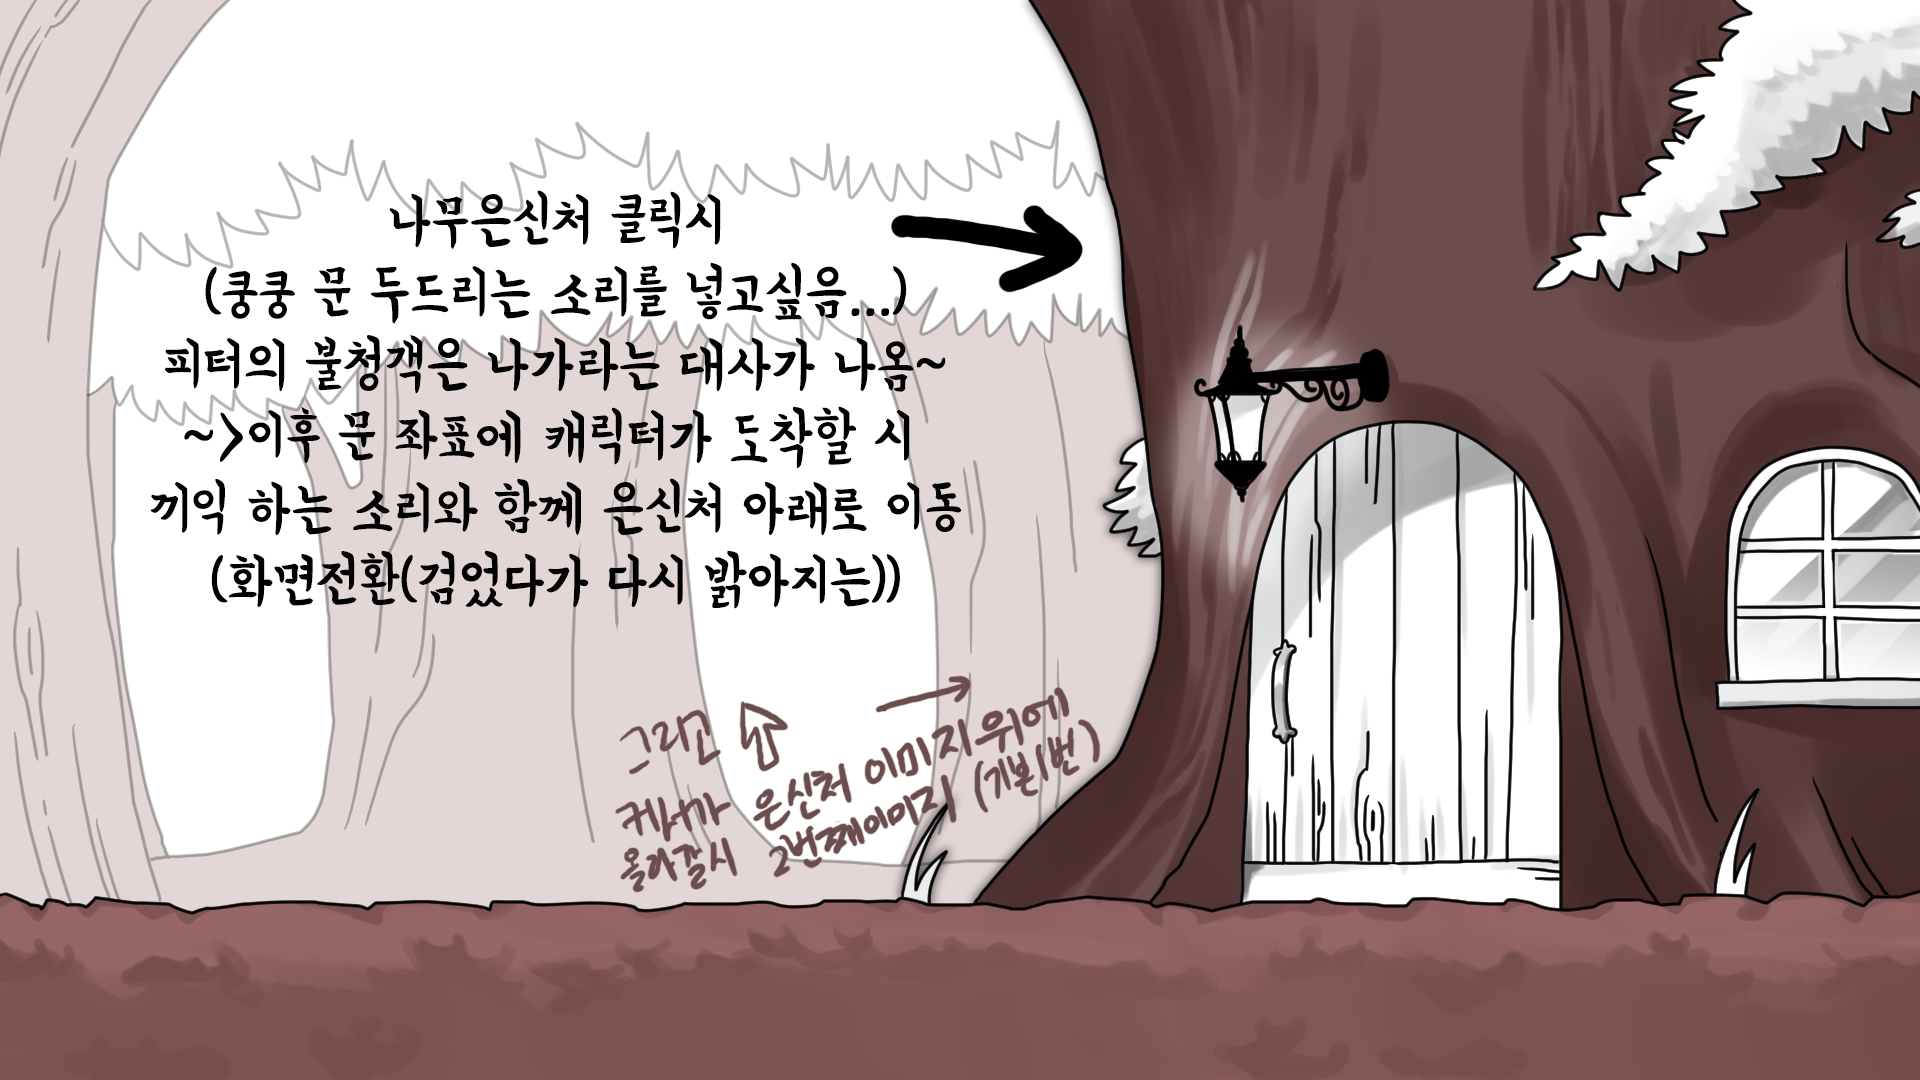 나무은신처 클릭시
(쿵쿵 문 두드리는 소리를 넣고싶음...)
피터의 불청객은 나가라는 대사가 나옴~
~>이후 문 좌표에 캐릭터가 도착할 시
끼익 하는 소리와 함께 은신처 아래로 이동
(화면전환(검었다가 다시 밝아지는))
그리고
은신처 이미지 위에
올라갈시 2번째이미지 (기본1번)